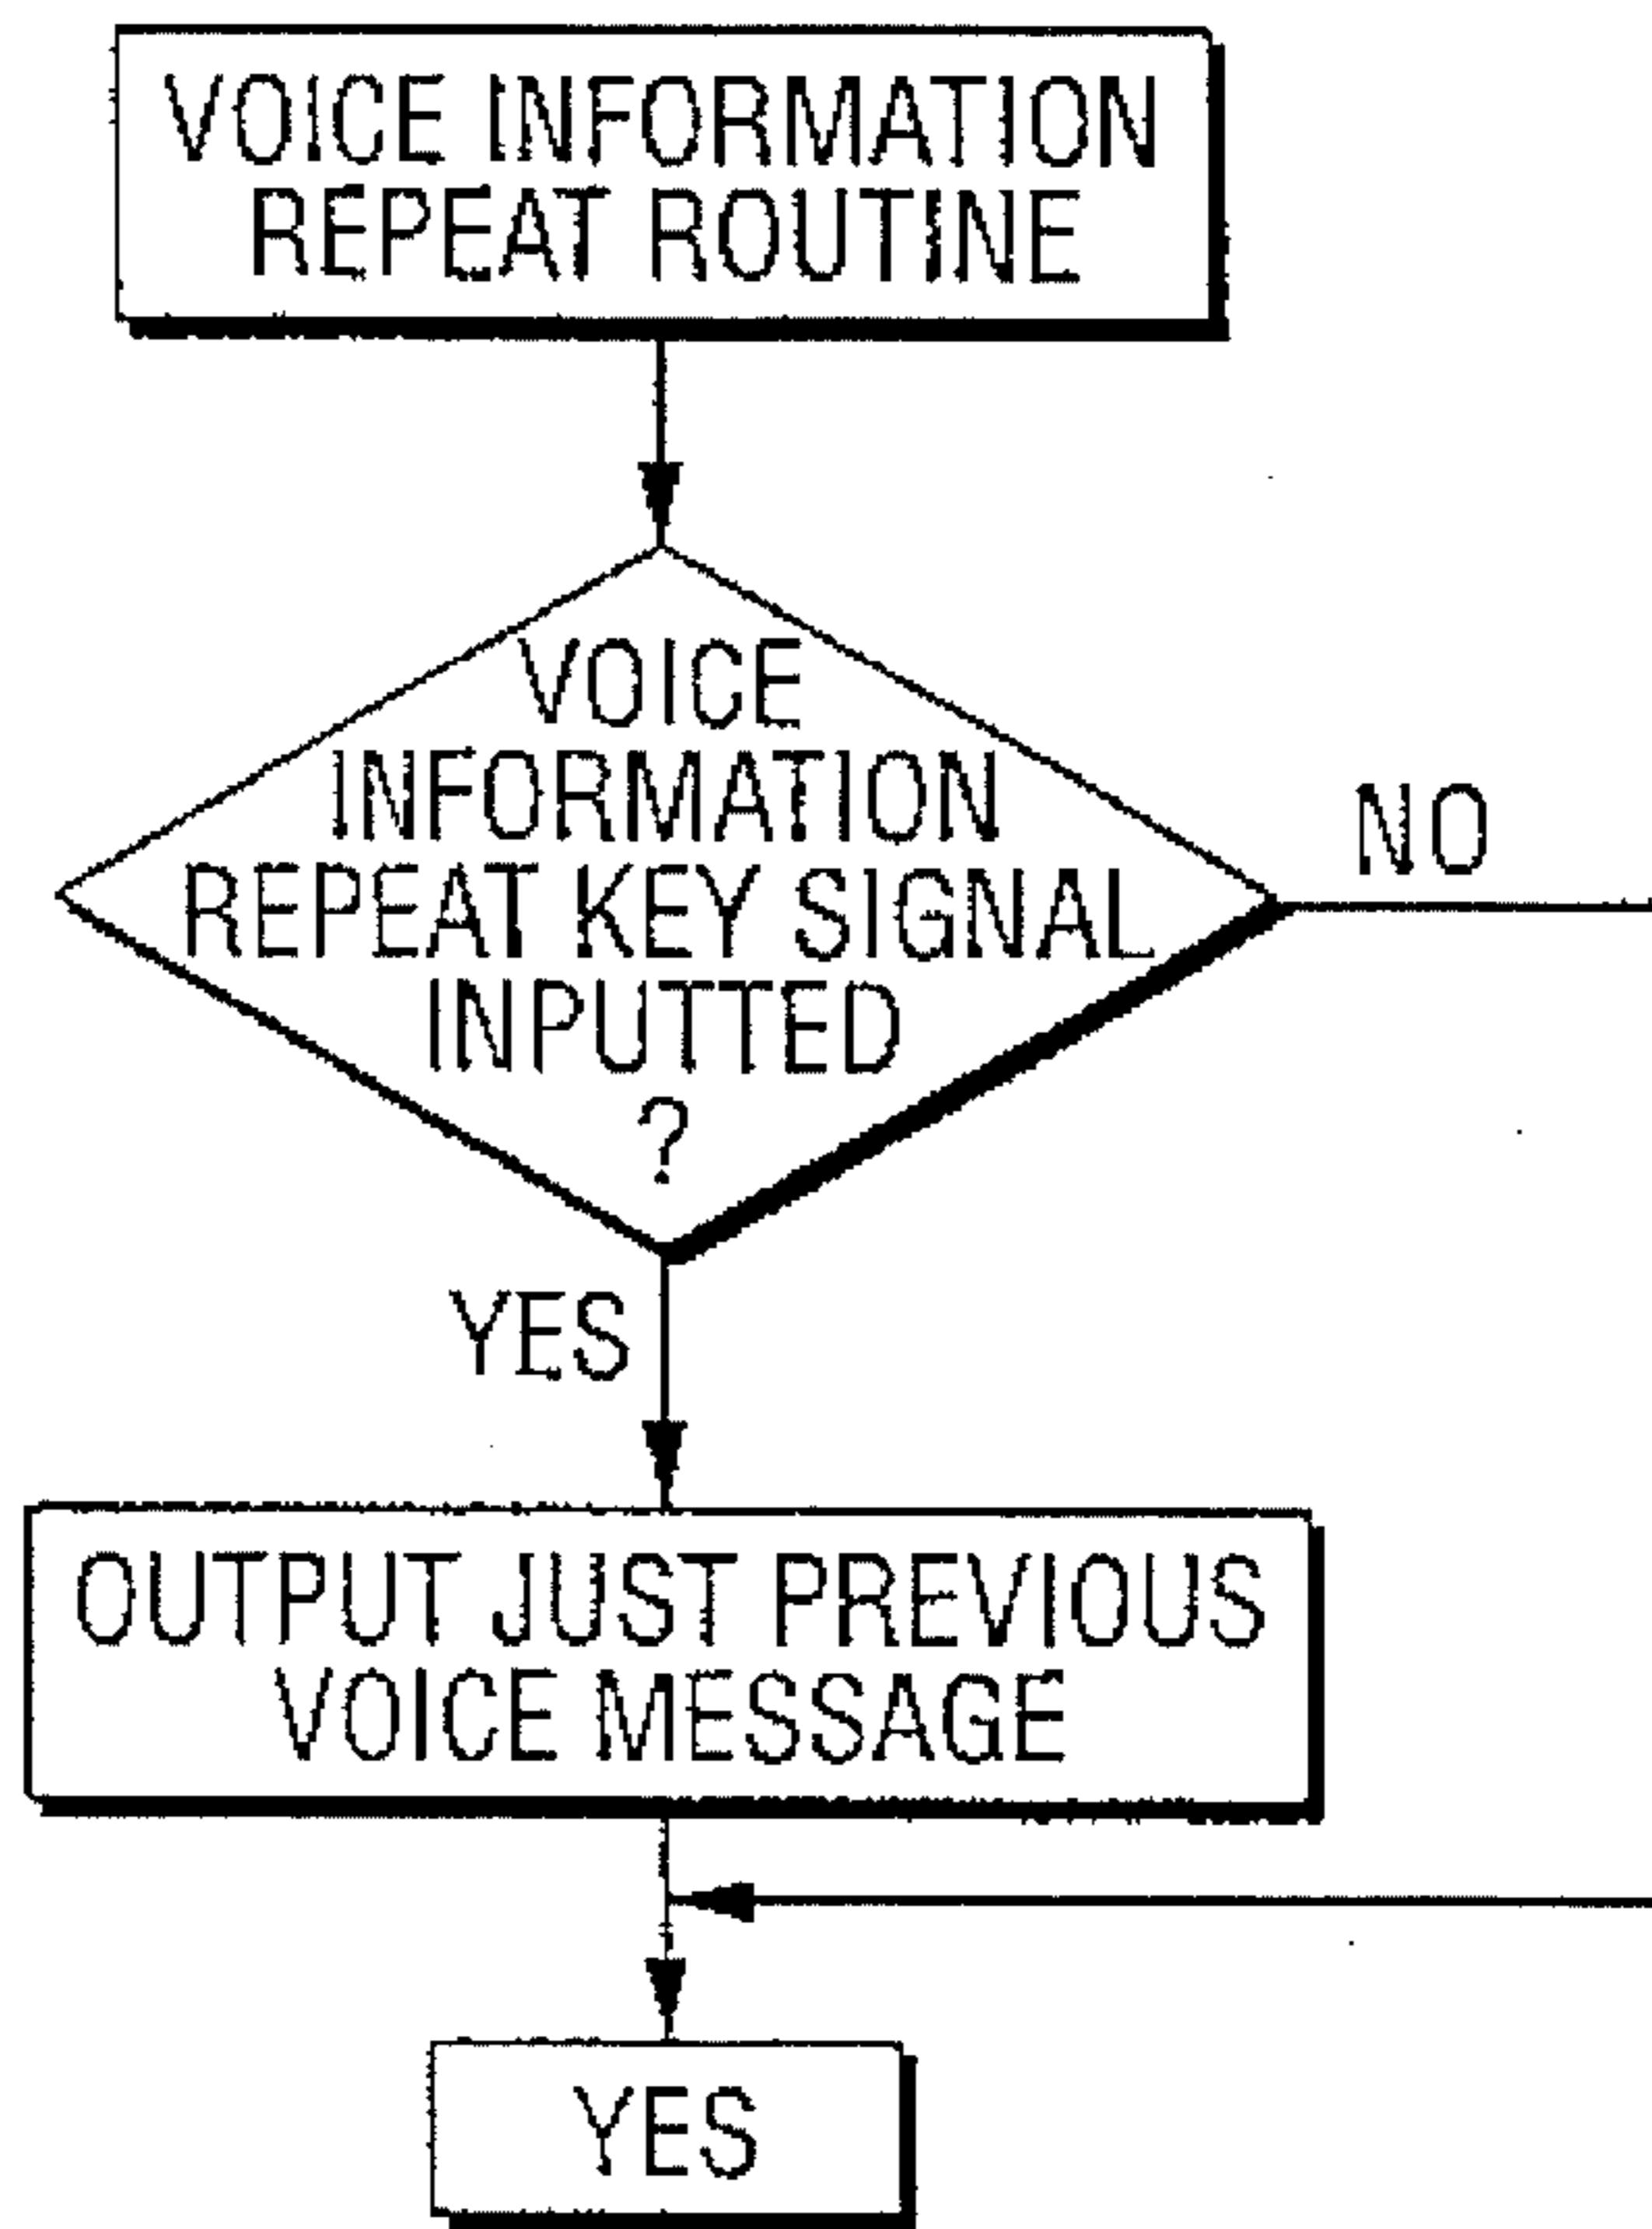 VOICE INFORMATION
REPEAT ROUTINE
VOICE
INFORMATION
REPEAT KEY SIGNAL
INPUTTED
?
NO
YES
OUTPUT JUST PREVIOUS
VOICE MESSAGE
YES